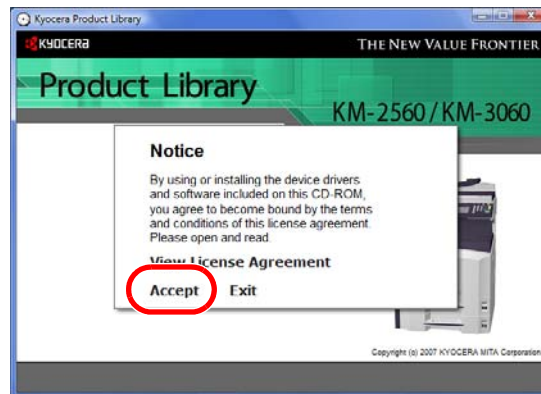 Kyocera Product Library
KYOCERA THE NEW VALUE FRONTIER
Product Library
KM-2560 / KM-3060
Notice
By using or installing the device drivers
and software included on this CD-ROM,
you agree to become bound by the terms
and conditions of this license agreement.
Please open and read.
View License Agreement
Accept Exit
Copyright (c) 2007 KYOCERA MITA Corporation